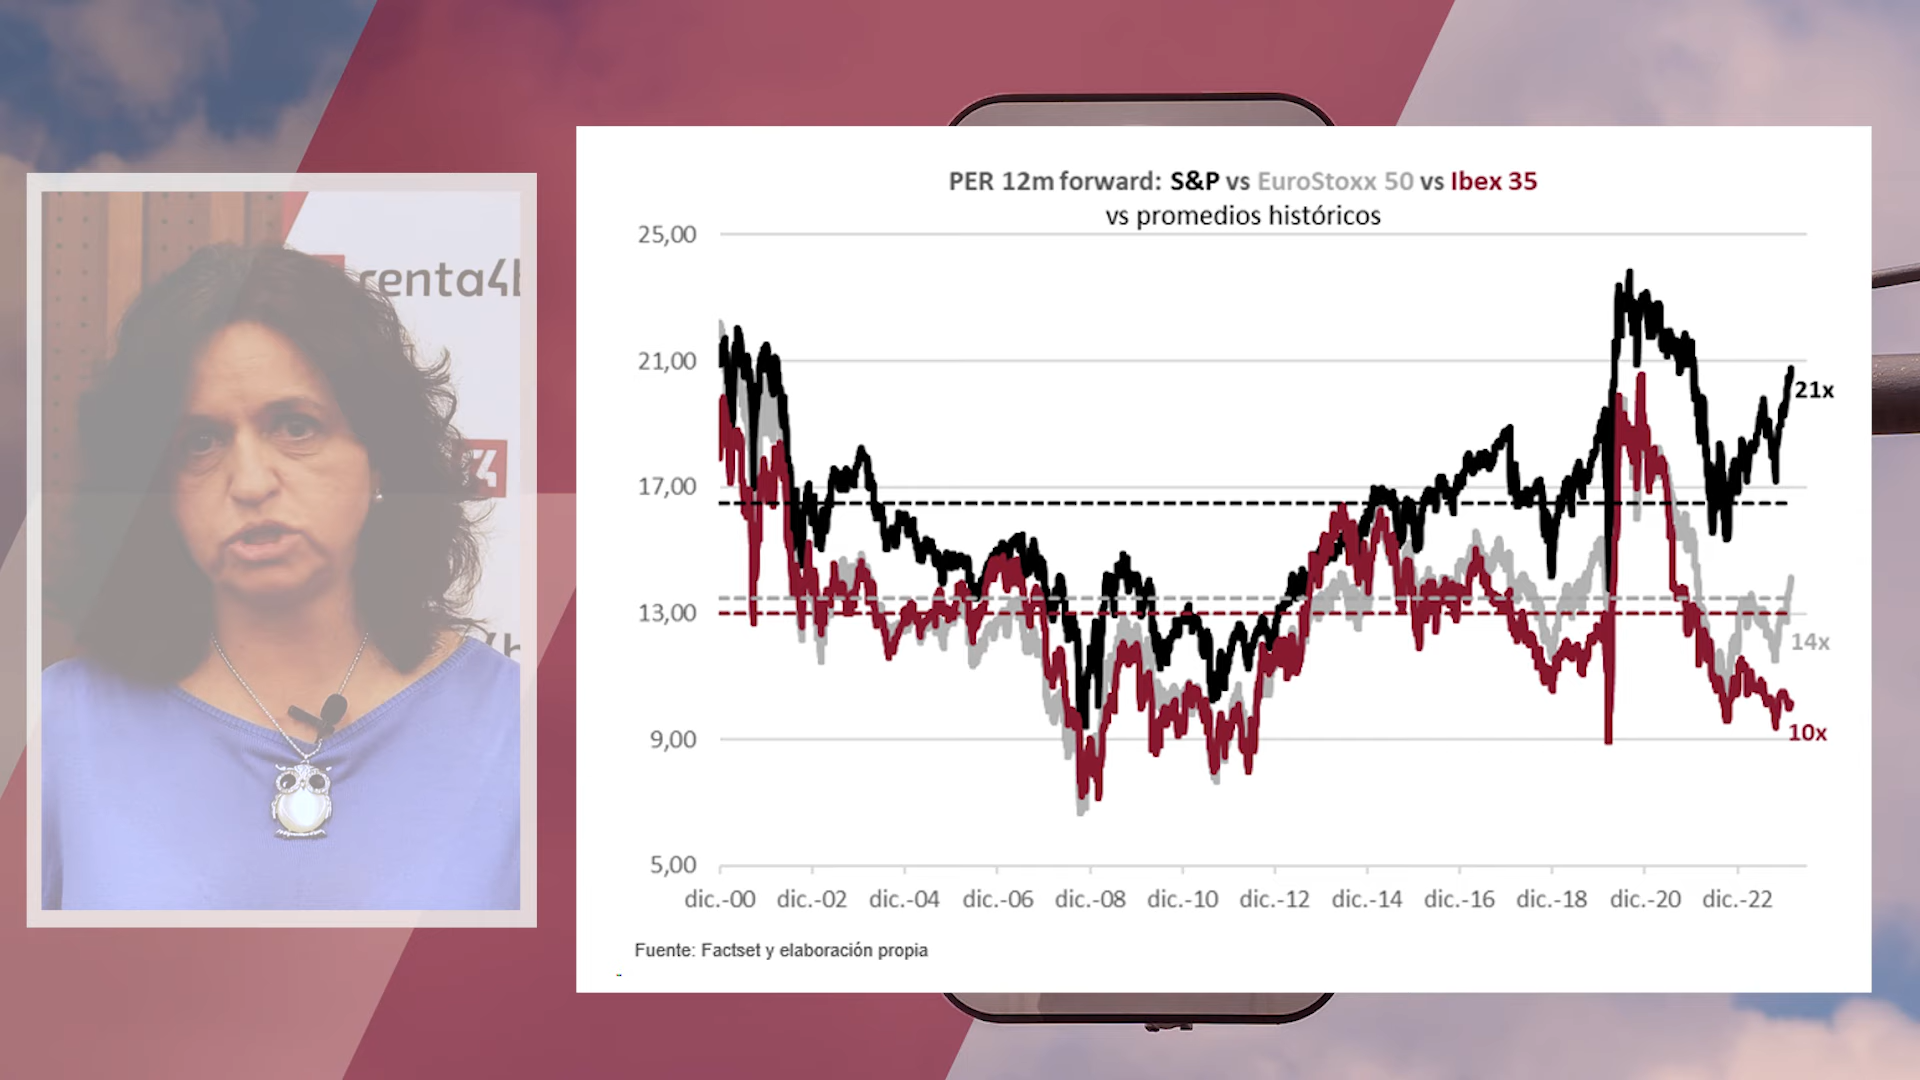 renta4b
4
PER 12m forward: S&P vs EuroStoxx 50 vs Ibex 35
vs promedios históricos
25,00
21,00
17,00
13,00
9,00
5,00
21x
14x
10x
dic.-00 dic.-02 dic.-04 dic.-06 dic.-08 dic.-10 dic.-12 dic.-14 dic.-16 dic.-18 dic.-20 dic.-22
Fuente: Factset y elaboración propia